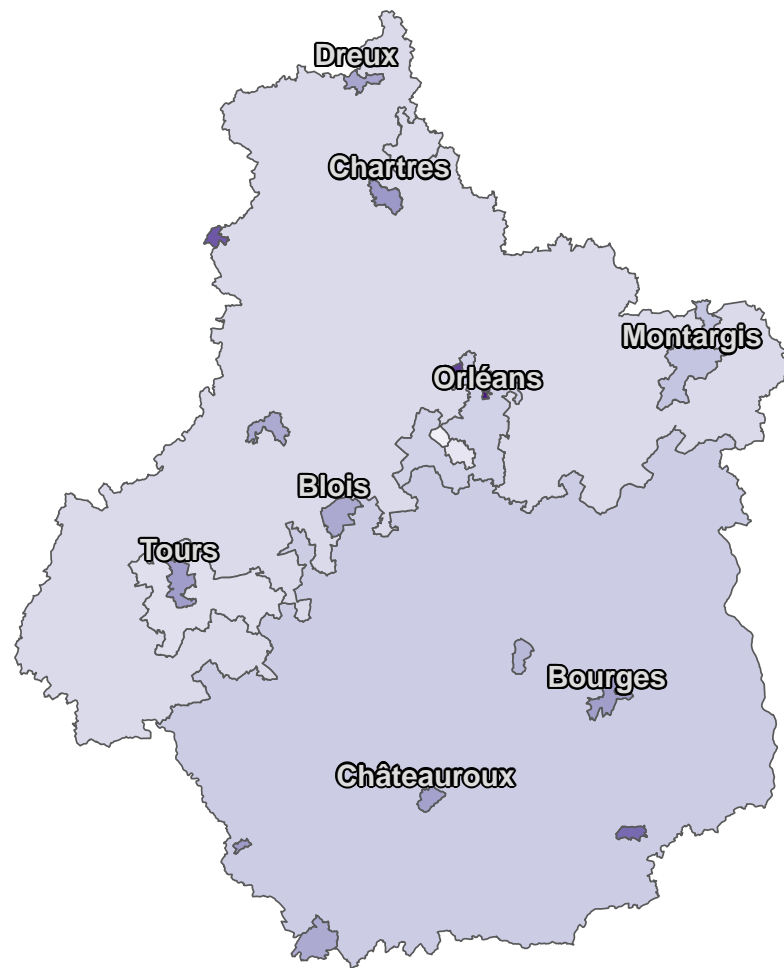 Dreux
Chartres
Montargis
Orléans
Blois
Tours
Bourges
Châteauroux